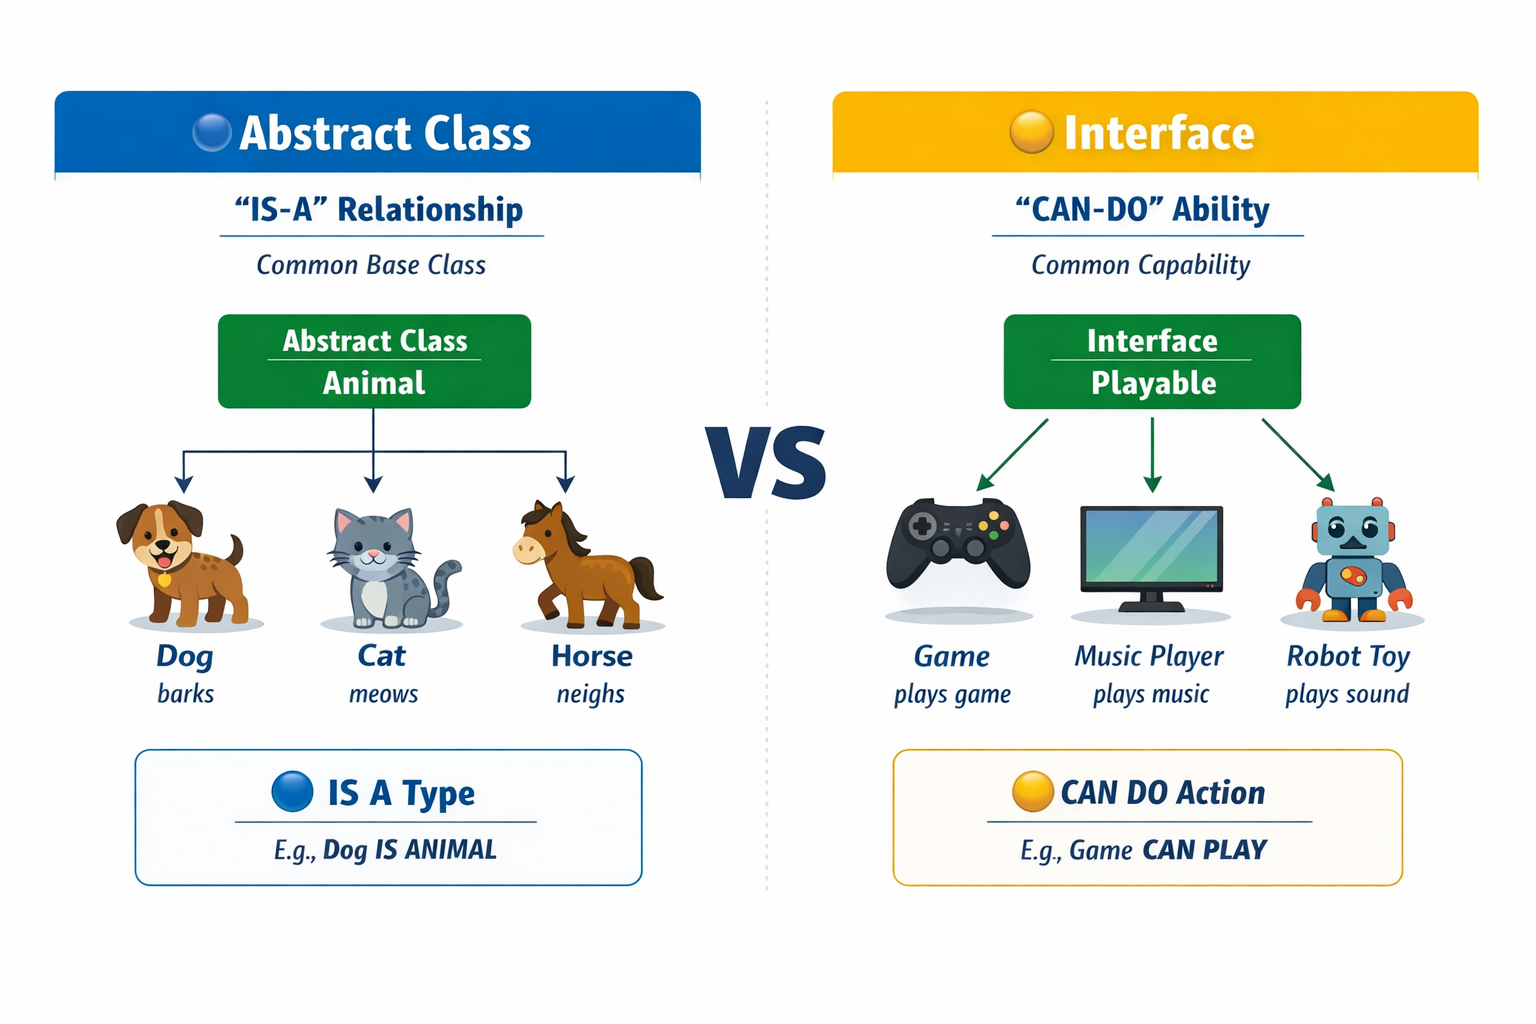 Abstract Class
"IS-A" Relationship
Common Base Class
Abstract Class
Animal
Dog
barks
Cat
meows
Horse
neighs
IS A Type
E.g., Dog IS ANIMAL
VS
Interface
"CAN-DO" Ability
Common Capability
Interface
Playable
Game
plays game
Music Player
plays music
Robot Toy
plays sound
CAN DO Action
E.g., Game CAN PLAY